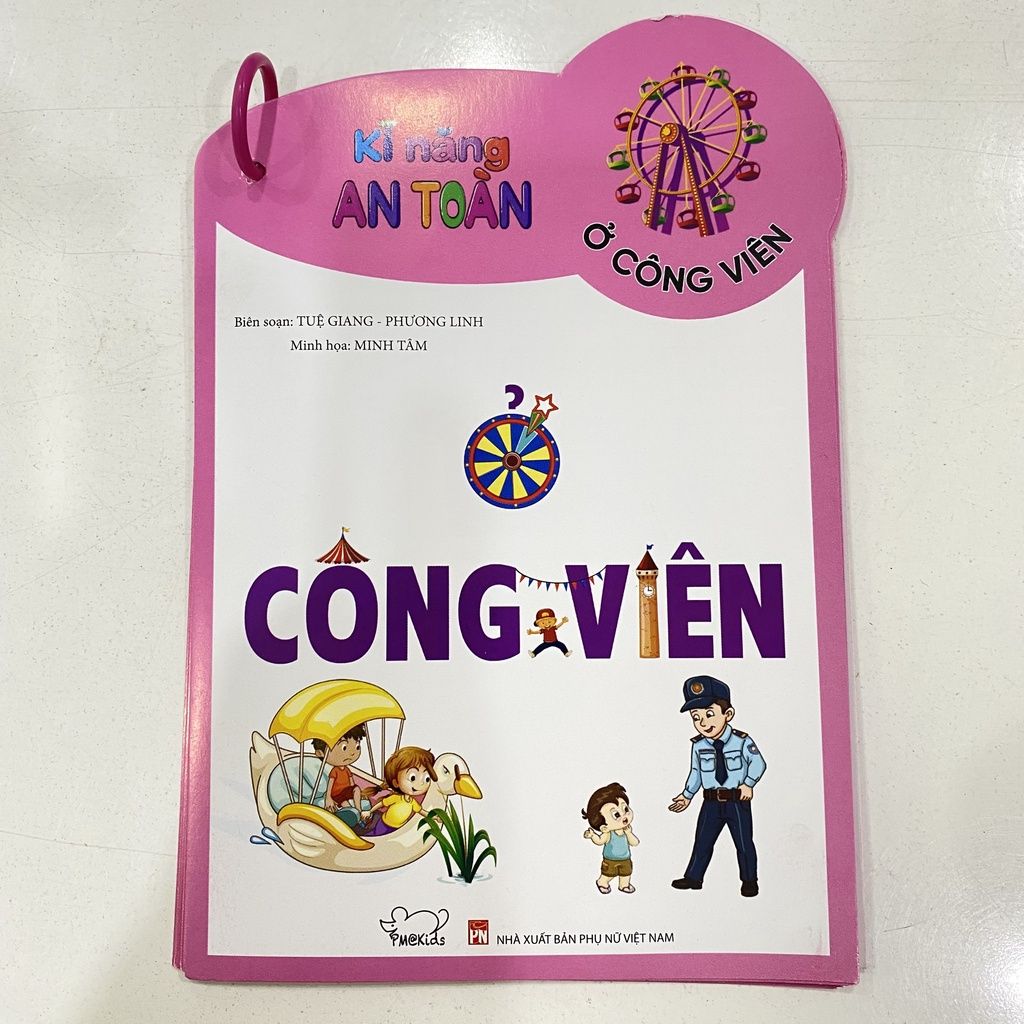 Kĩ năng
AN TOÀN
Ở CÔNG VIÊN
Biên soạn: TUỆ GIANG - PHƯƠNG LINH
Minh họa: MINH TÂM
Ở
CÔNG VIÊN
PM@Kids
PN NHÀ XUẤT BẢN PHỤ NỮ VIỆT NAM